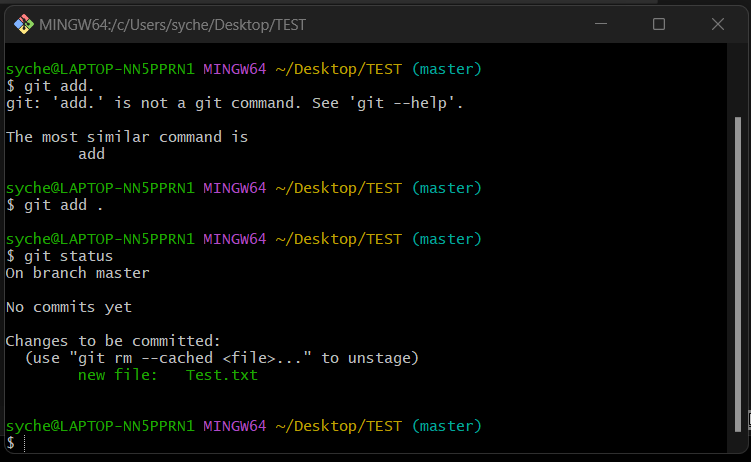 MINGW64:/c/Users/syche/Desktop/TEST
syche@LAPTOP-NN5PPRN1 MINGW64 ~/Desktop/TEST (master)
$ git add.
git: 'add.' is not a git command. See 'git --help'.
The most similar command is
add
syche@LAPTOP-NN5PPRN1 MINGW64 ~/Desktop/TEST (master)
$ git add .
syche@LAPTOP-NN5PPRN1 MINGW64 ~/Desktop/TEST (master)
$ git status
On branch master
No commits yet
Changes to be committed:
(use "git rm --cached <file>..." to unstage)
new file:   Test.txt
syche@LAPTOP-NN5PPRN1 MINGW64 ~/Desktop/TEST (master)
$